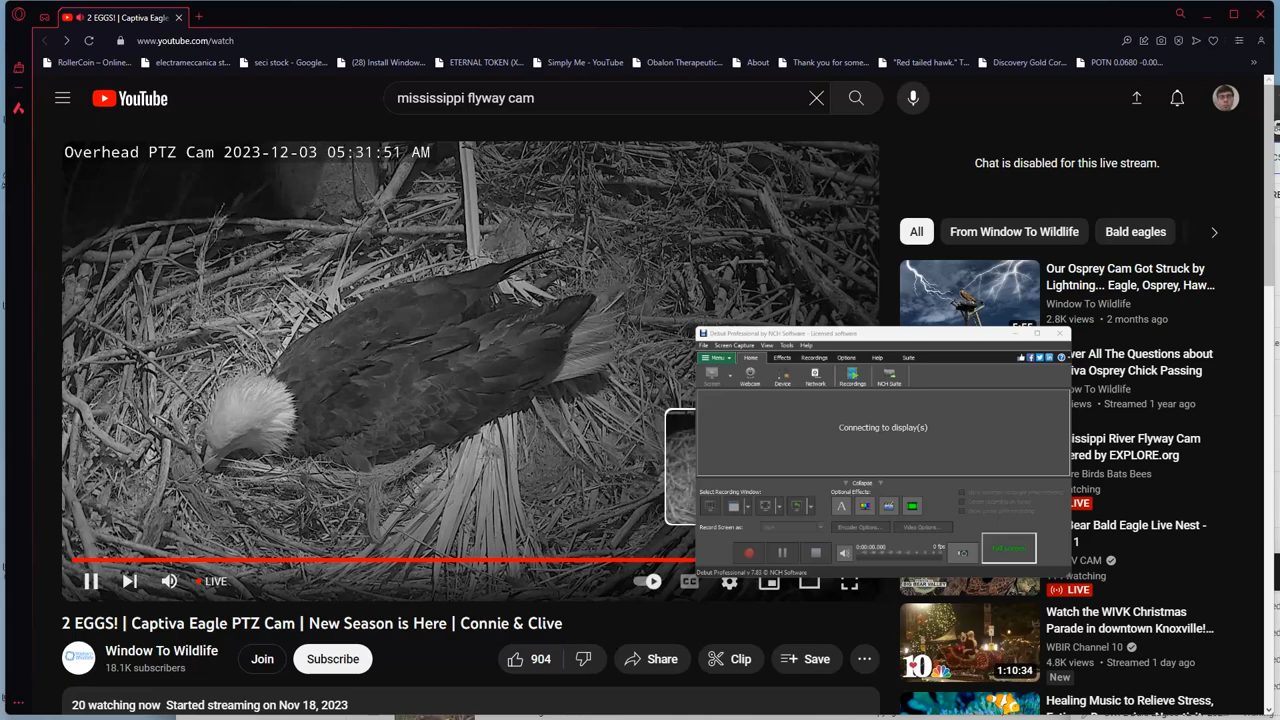 2 EGGS! | Captiva Eagle
www.youtube.com/watch
RollerCoin – Online...
electrameccanica st...
seci stock - Google...
(28) Install Window...
ETERNAL TOKEN (X...
Simply Me - YouTube
Obalon Therapeutic...
About
Thank you for some...
"Red tailed hawk." T...
Discovery Gold Cor...
POTN 0.0680 -0.00...
YouTube
mississippi flyway cam
Overhead PTZ Cam 2023-12-03 05:31:51 AM
Chat is disabled for this live stream.
All
From Window To Wildlife
Bald eagles
Our Osprey Cam Got Struck by
Lightning... Eagle, Osprey, Haw...
Window To Wildlife
2.8K views • 2 months ago
Debut Professional by NCH Software - Licensed software
File Screen Capture View Tools Help
Menu Home Effects Recordings Options Help Suite
Screen Webcam Device Network Recordings NCH Suite
Connecting to display(s)
Collapse
Select Recording Window:
Optional Effects:
Record Screen as:
Encoder Options...
Video Options...
0:00:00.000
0 fps
Full screen
Debut Professional v 7.83 © NCH Software
wer All The Questions about
iva Osprey Chick Passing
Wildlife
iews • Streamed 1 year ago
sissippi River Flyway Cam
ered by EXPLORE.org
re Birds Bats Bees
atching
LIVE
Bear Bald Eagle Live Nest -
1
V CAM
watching
LIVE
Watch the WIVK Christmas
Parade in downtown Knoxville!...
WBIR Channel 10
4.8K views • Streamed 1 day ago
New
10
1:10:34
Healing Music to Relieve Stress,
LIVE
2 EGGS! | Captiva Eagle PTZ Cam | New Season is Here | Connie & Clive
Window To Wildlife
18.1K subscribers
Join
Subscribe
904
Share
Clip
Save
20 watching now Started streaming on Nov 18, 2023